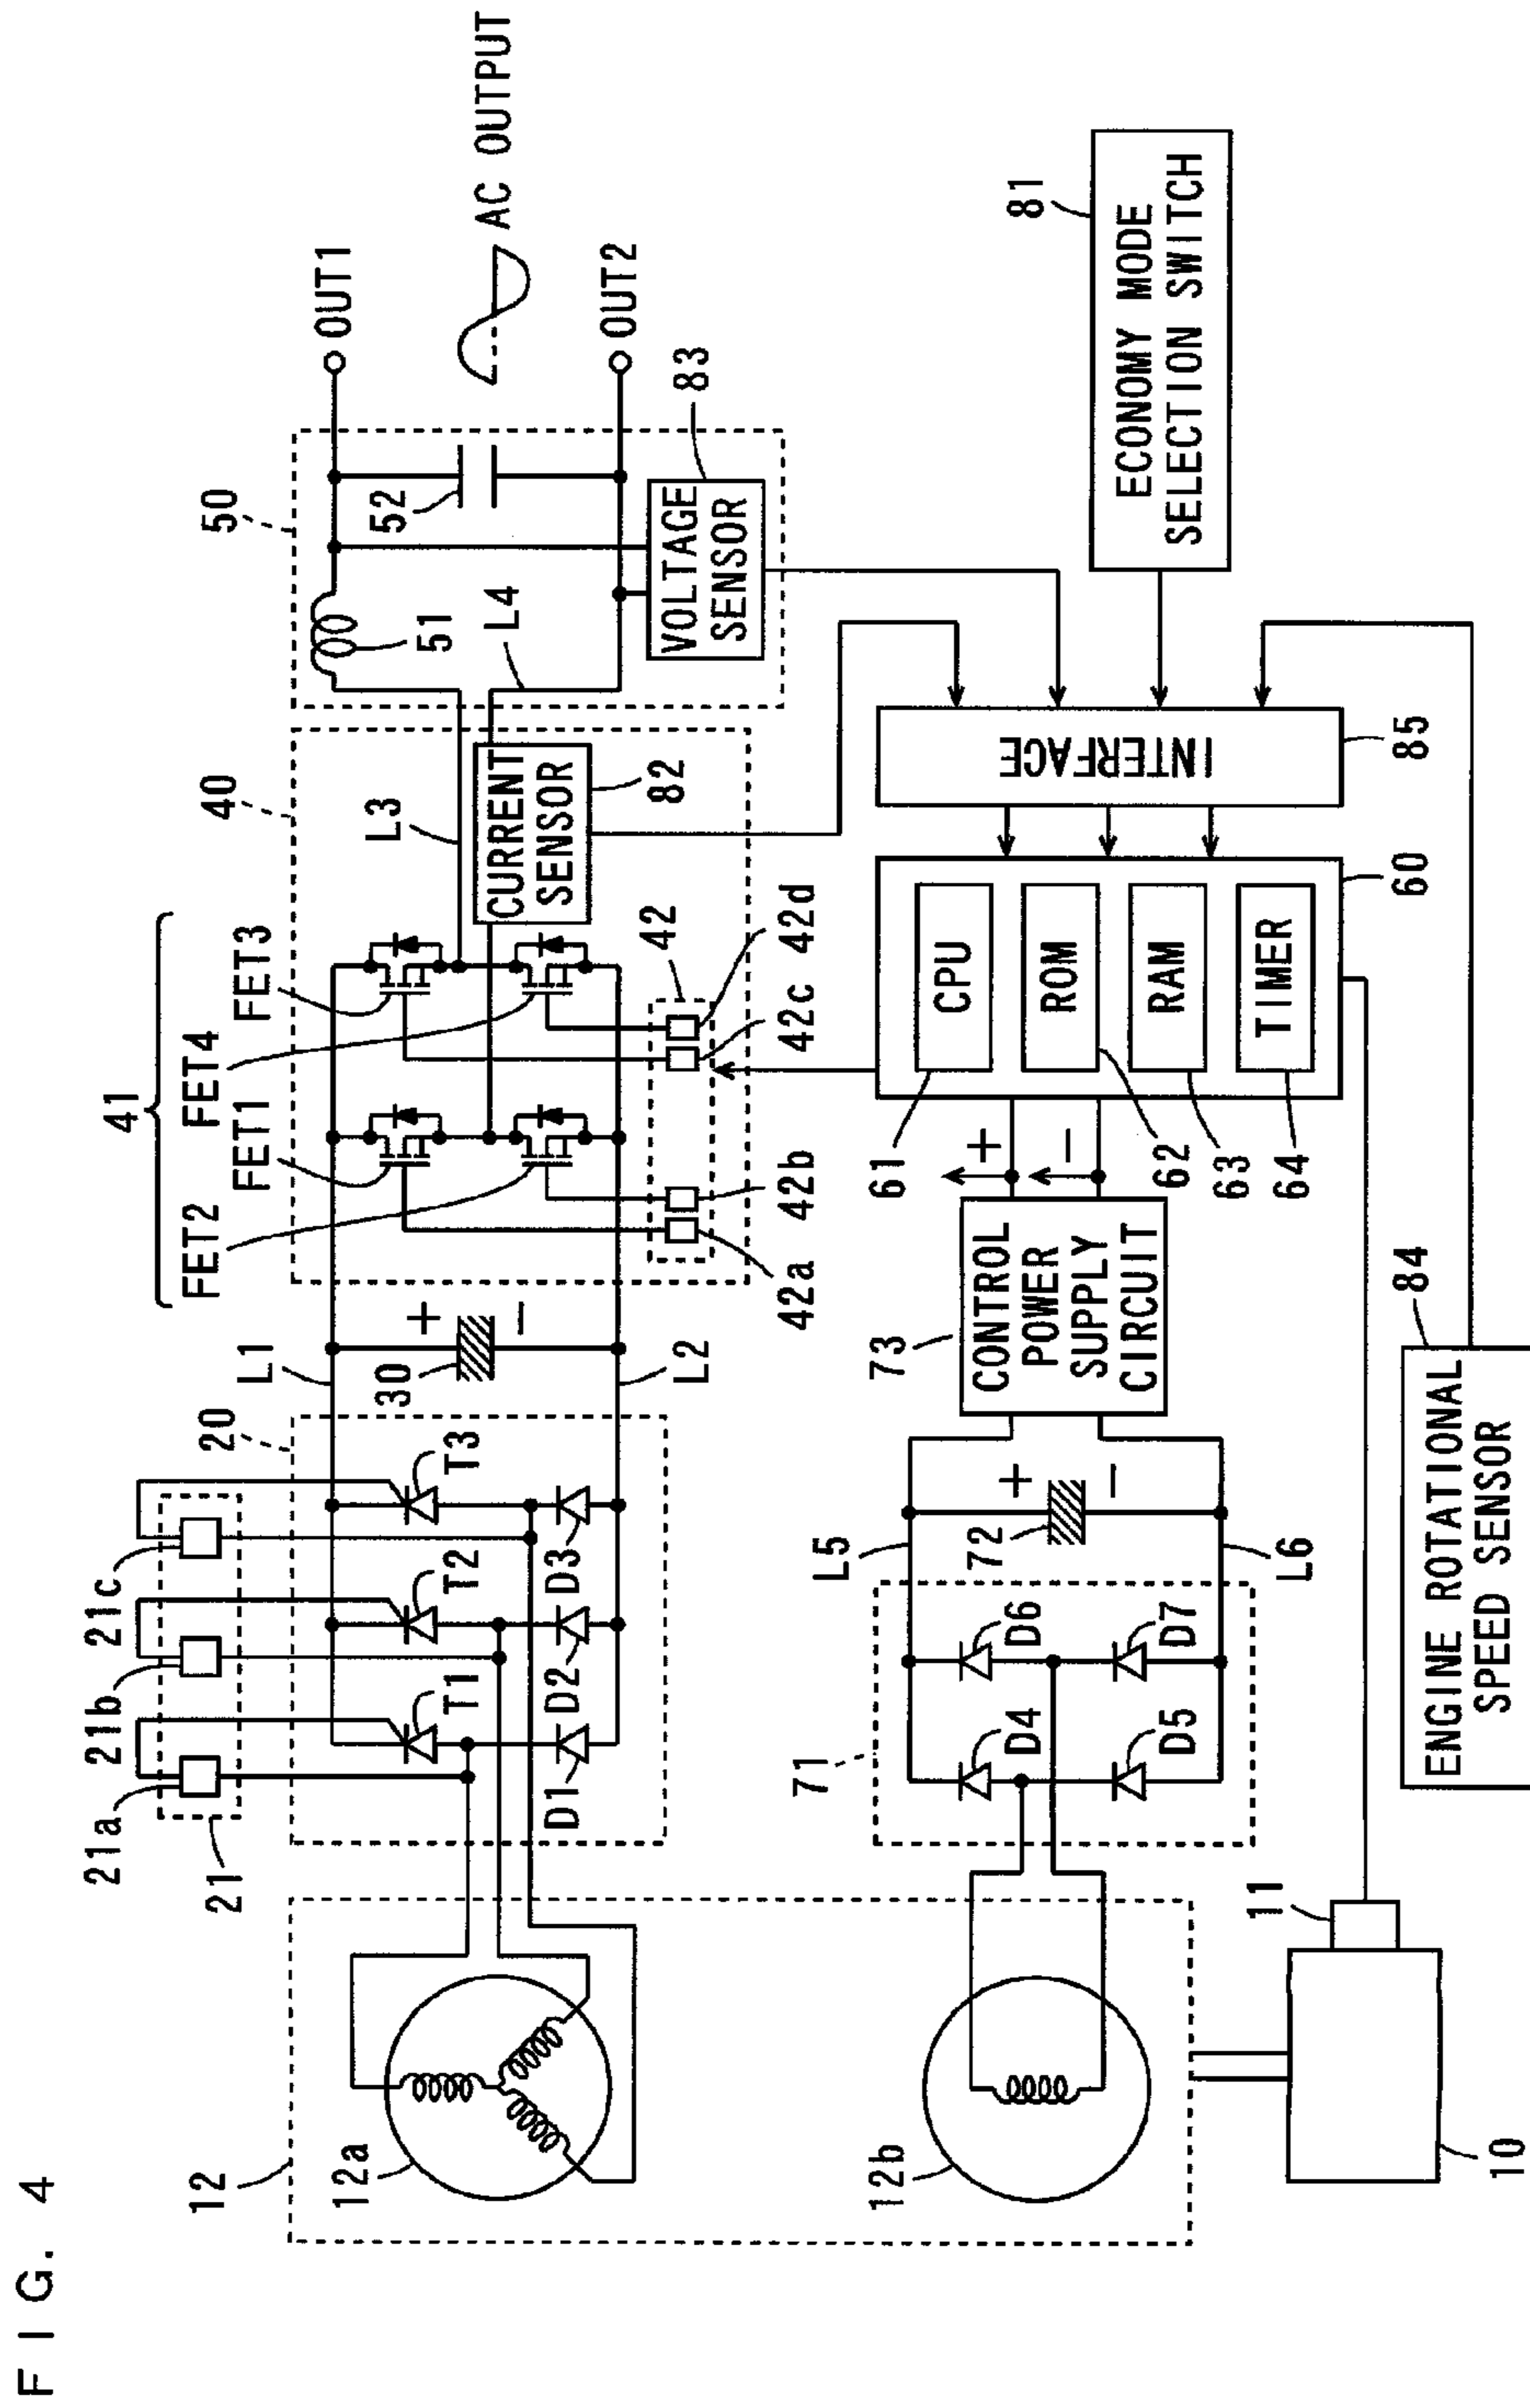 FIG. 4
41
FET2
FET1
FET4
FET3
21a
21b
21c
21
20
L1
40
L3
50
OUT1
12
12a
T1
T2
T3
D1
D2
D3
30
+
−
L2
CURRENT
SENSOR
82
51
52
L4
AC OUTPUT
OUT2
VOLTAGE
SENSOR
83
42
42a
42b
42c
42d
71
L5
12b
D4
D6
D5
D7
72
+
−
L6
73
CONTROL
POWER
SUPPLY
CIRCUIT
+
−
61
62
63
64
CPU
ROM
RAM
TIMER
60
INTERFACE
85
81
ECONOMY MODE
SELECTION SWITCH
11
10
84
ENGINE ROTATIONAL
SPEED SENSOR